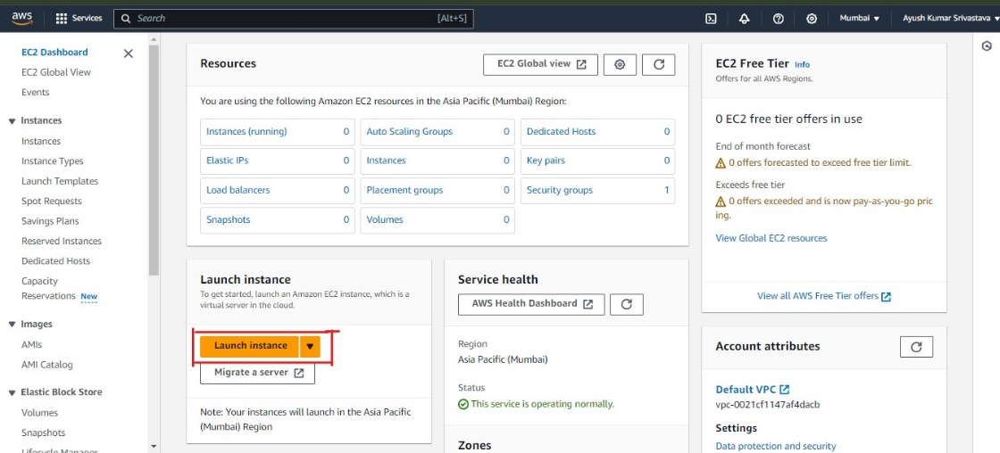 aws
Services
Search [Alt+S]
Mumbai
Ayush Kumar Srivastava
EC2 Dashboard
EC2 Global View
Events
Instances
Instances
Instance Types
Launch Templates
Spot Requests
Savings Plans
Reserved Instances
Dedicated Hosts
Capacity
Reservations New
Images
AMIs
AMI Catalog
Elastic Block Store
Volumes
Snapshots
Lifecycle Manager
Resources
EC2 Global view
You are using the following Amazon EC2 resources in the Asia Pacific (Mumbai) Region:
Instances (running) 0
Auto Scaling Groups 0
Dedicated Hosts 0
Elastic IPs 0
Instances 0
Key pairs 0
Load balancers 0
Placement groups 0
Security groups 1
Snapshots 0
Volumes 0
Launch instance
To get started, launch an Amazon EC2 instance, which is a
virtual server in the cloud.
Launch instance
Migrate a server
Note: Your instances will launch in the Asia Pacific
(Mumbai) Region
Service health
AWS Health Dashboard
Region
Asia Pacific (Mumbai)
Status
This service is operating normally.
Zones
EC2 Free Tier Info
Offers for all AWS Regions.
0 EC2 free tier offers in use
End of month forecast
0 offers forecasted to exceed free tier limit.
Exceeds free tier
0 offers exceeded and is now pay-as-you-go pric
ing.
View Global EC2 resources
View all AWS Free Tier offers
Account attributes
Default VPC
vpc-0021cf1147af4dacb
Settings
Data protection and security